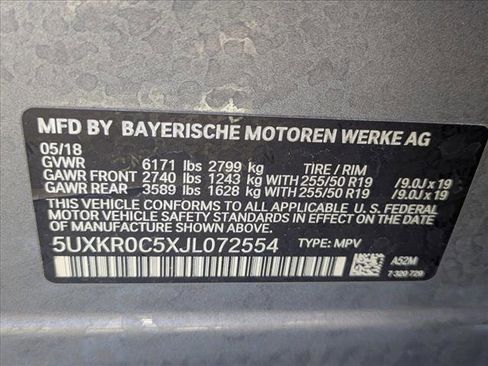 MFD BY BAYERISCHE MOTOREN WERKE AG
05/18
GVWR 6171 lbs 2799 kg TIRE / RIM
GAWR FRONT 2740 lbs 1243 kg WITH 255/50 R19 /9.0J x 19
GAWR REAR 3589 lbs 1628 kg WITH 255/50 R19 /9.0J x 19
THIS VEHICLE CONFORMS TO ALL APPLICABLE U.S. FEDERAL
MOTOR VEHICLE SAFETY STANDARDS IN EFFECT ON THE DATE
OF MANUFACTURE SHOWN ABOVE.
5UXKR0C5XJL072554 TYPE: MPV
A52M
7 320 729